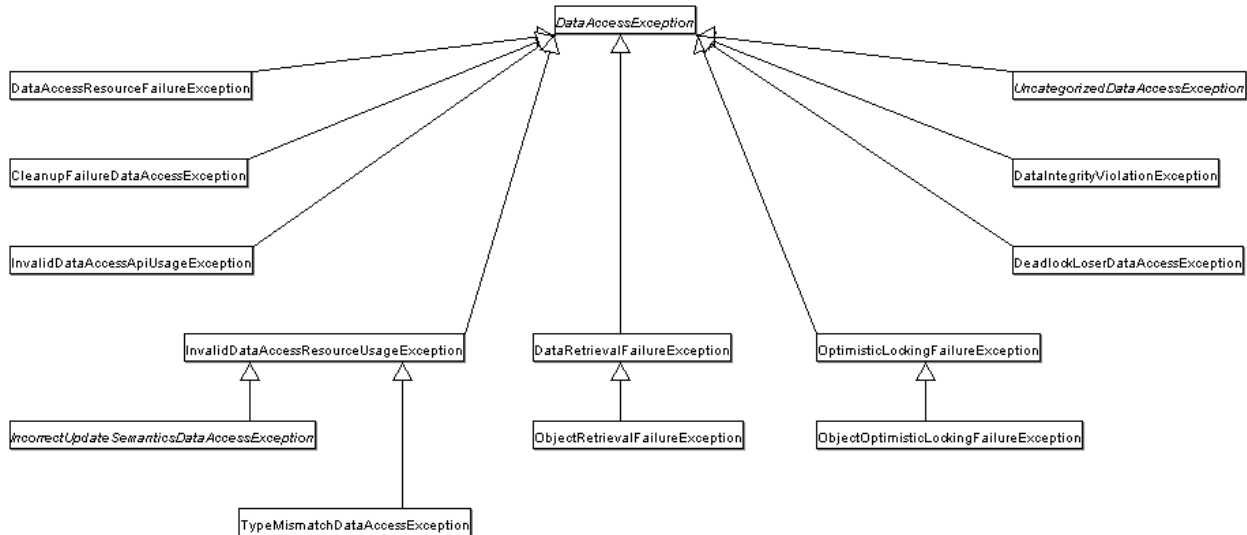 DataAccessException
DataAccessResourceFailureException
UncategorizedDataAccessException
CleanupFailureDataAccessException
DataIntegrityViolationException
InvalidDataAccessApiUsageException
DeadlockLoserDataAccessException
InvalidDataAccessResourceUsageException
DataRetrievalFailureException
OptimisticLockingFailureException
IncorrectUpdateSemanticsDataAccessException
ObjectRetrievalFailureException
ObjectOptimisticLockingFailureException
TypeMismatchDataAccessException